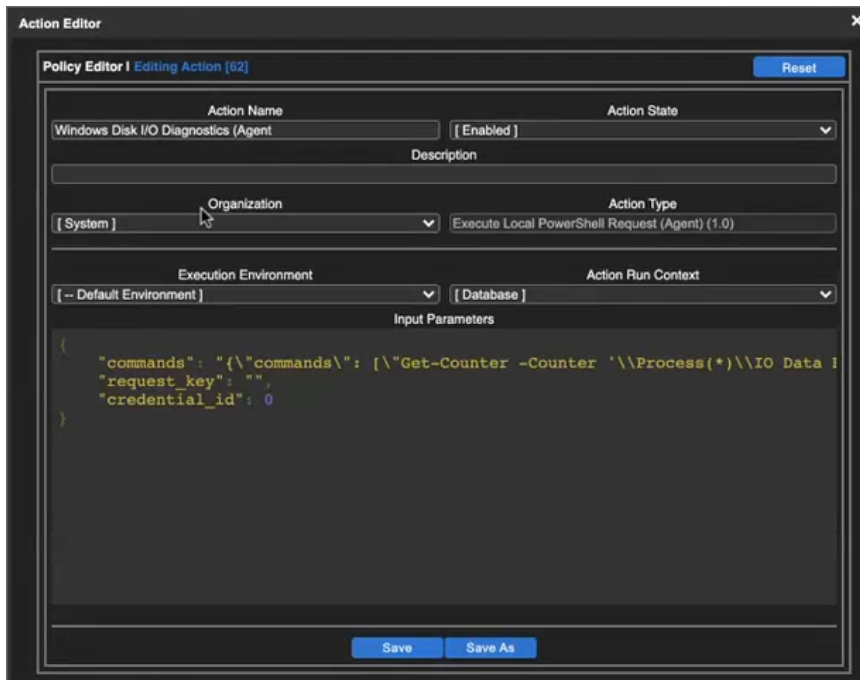 Action Editor
Policy Editor | Editing Action [62]
Reset
Action Name
Action State
Windows Disk I/O Diagnostics (Agent
[ Enabled ]
Description
Organization
Action Type
[ System ]
Execute Local PowerShell Request (Agent) (1.0)
Execution Environment
Action Run Context
[ -- Default Environment ]
[ Database ]
Input Parameters
{
"commands": "{\"commands\": [\"Get-Counter -Counter '\\Process(*)\\IO Data
"request_key": "",
"credential_id": 0
}
Save
Save As